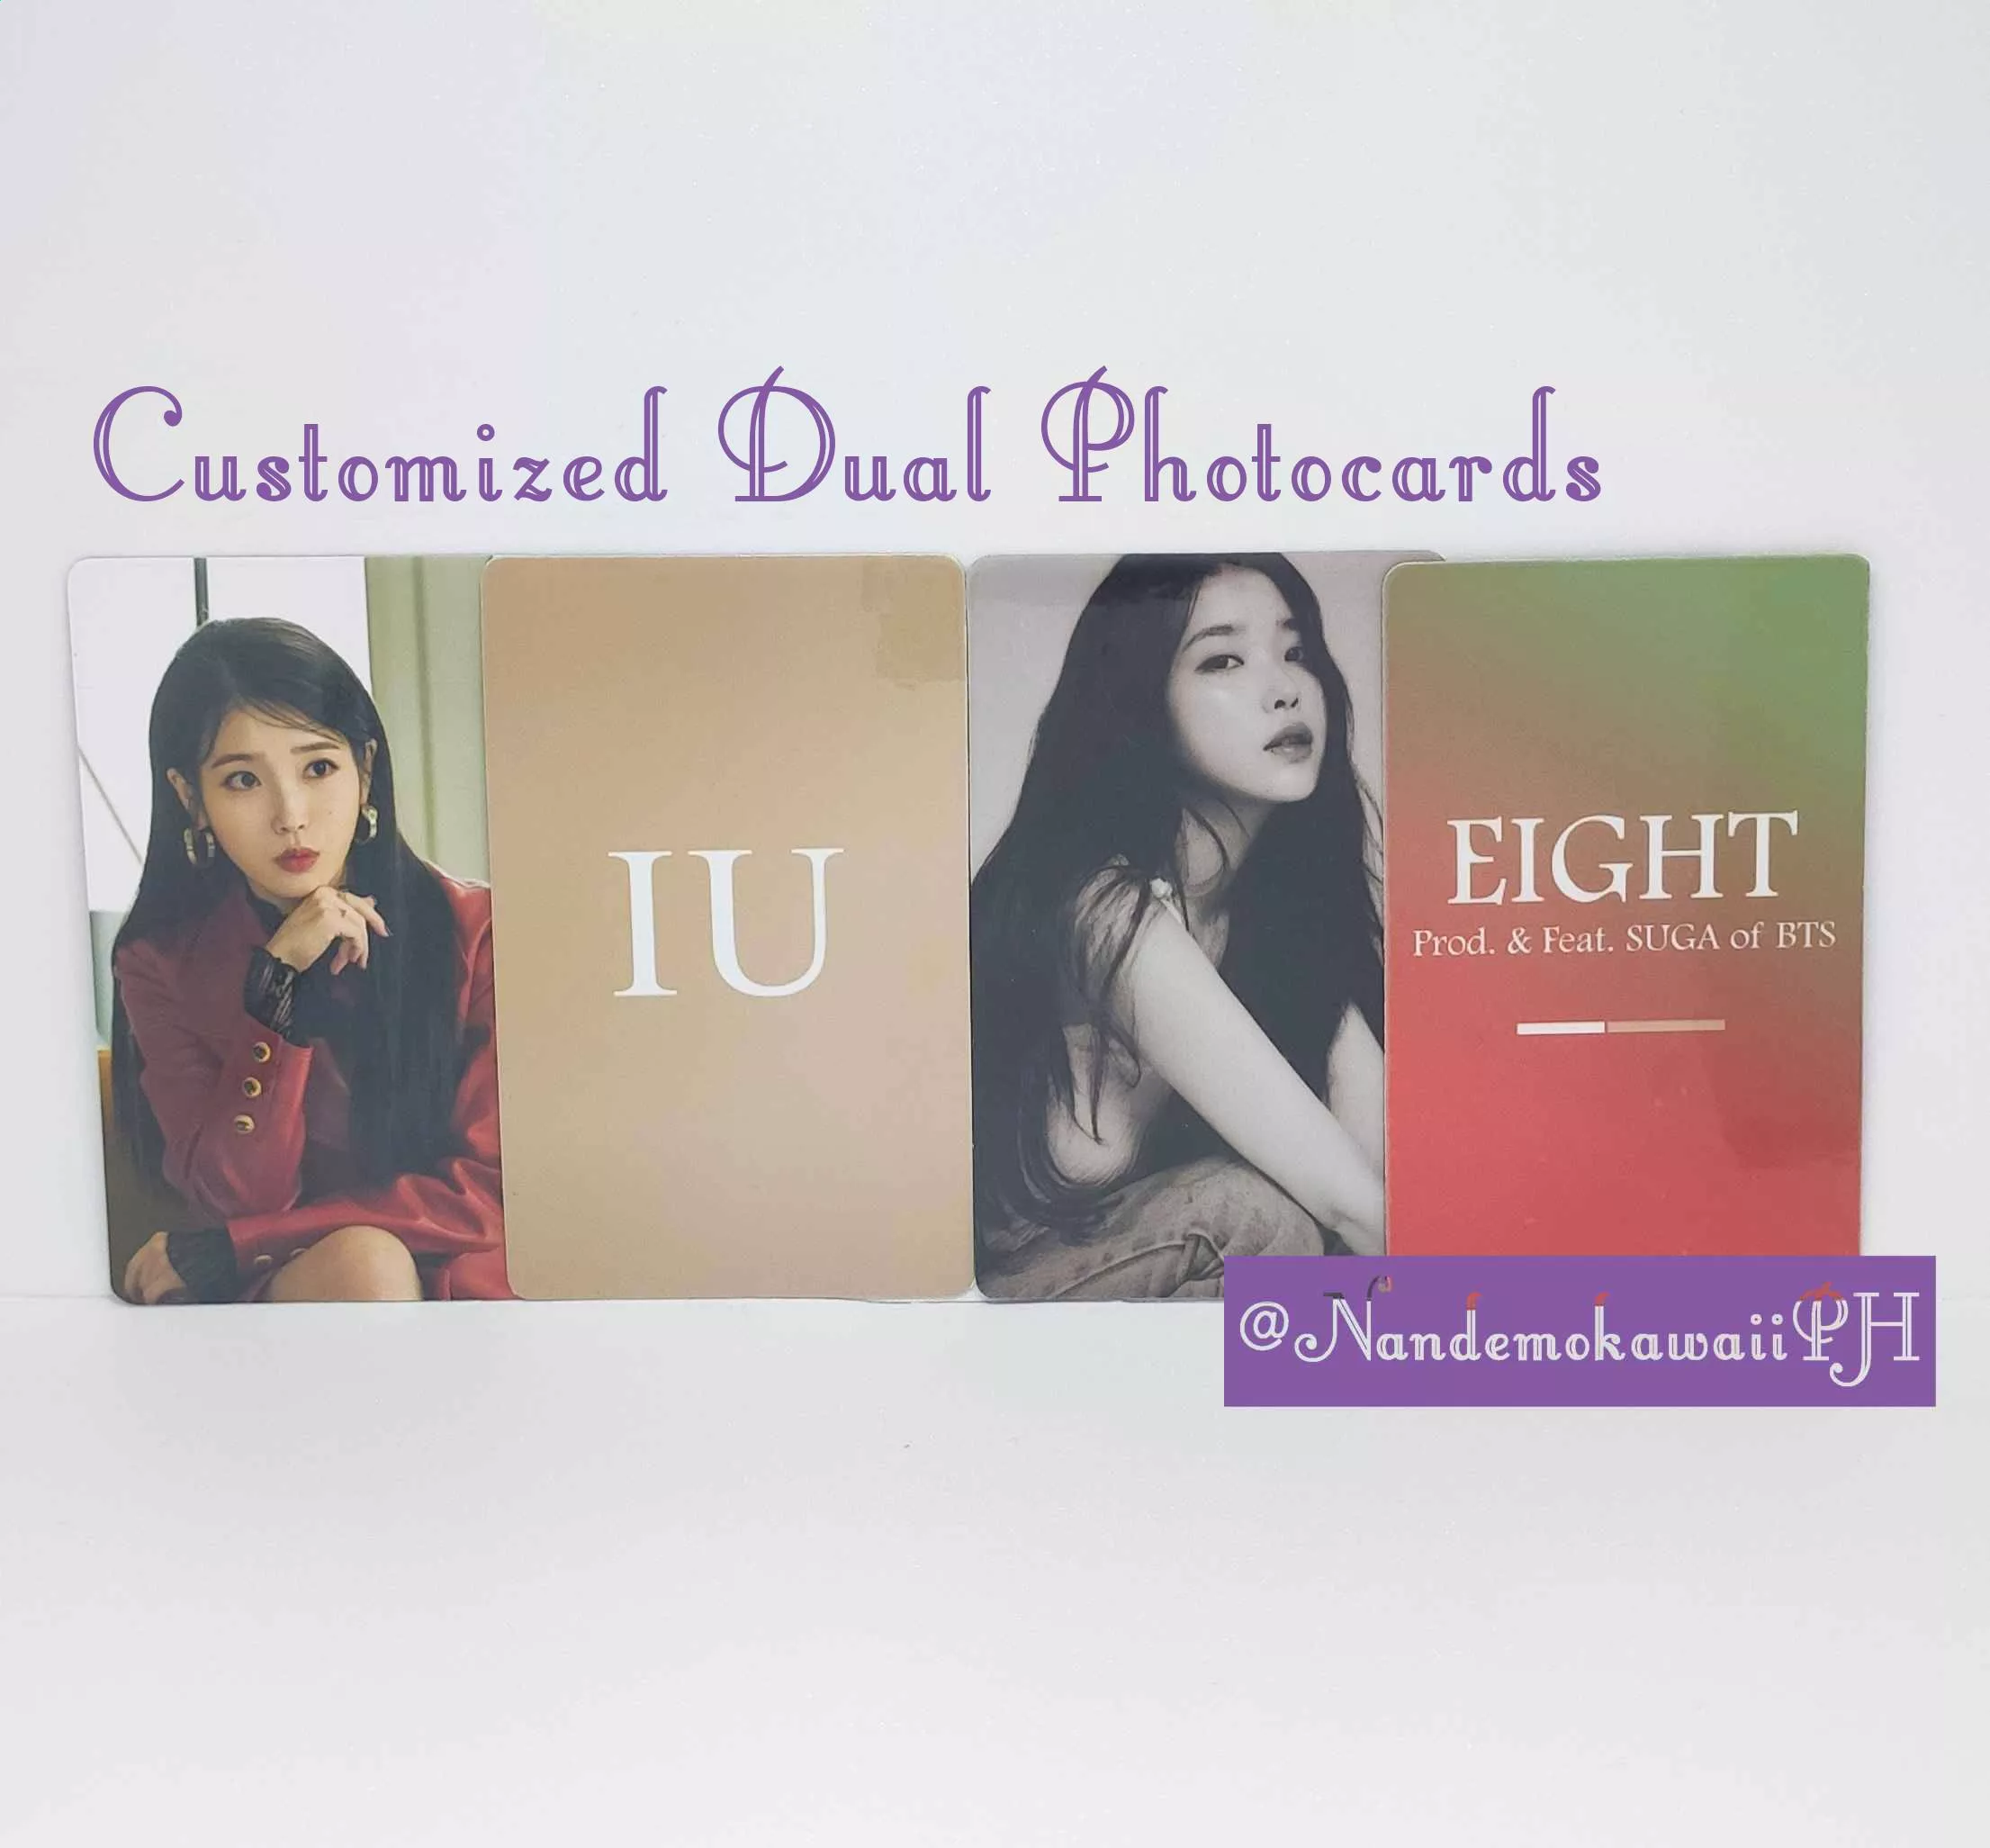 Customized Dual Photocards
IU
EIGHT
Prod. & Feat. SUGA of BTS
@NandemokawaiiPH